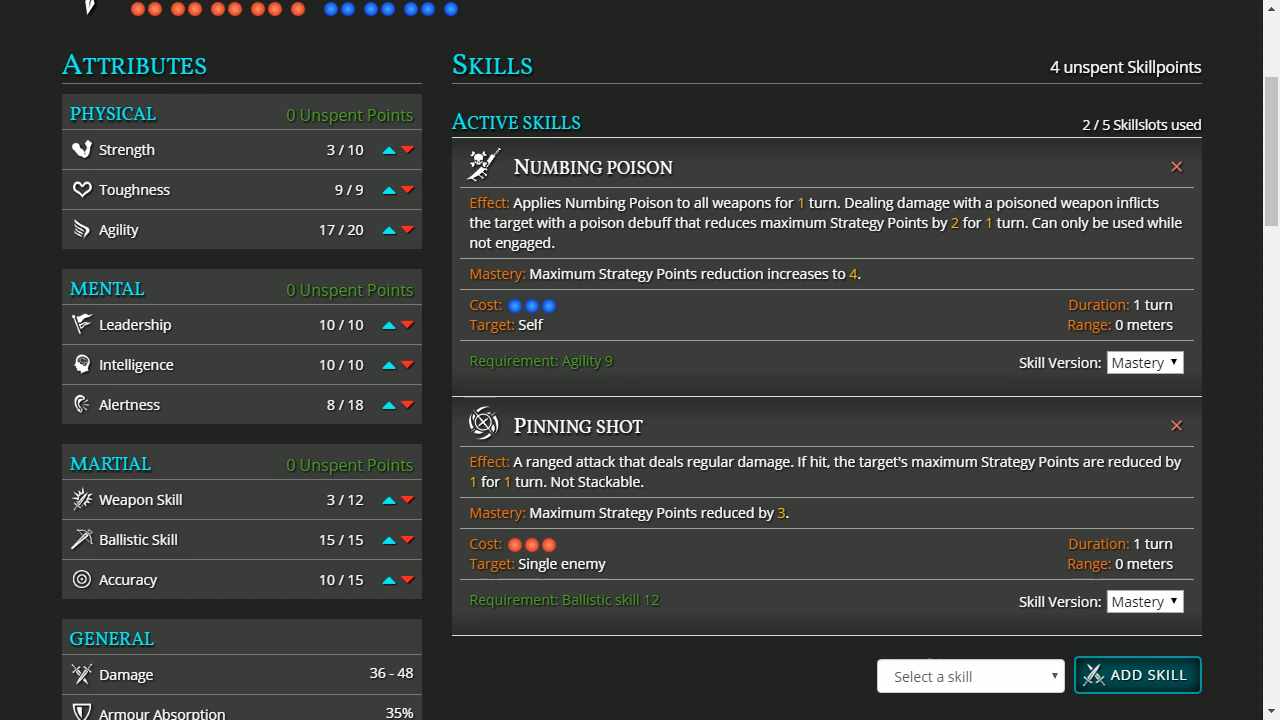 ATTRIBUTES
PHYSICAL 0 Unspent Points
Strength 3 / 10
Toughness 9 / 9
Agility 17 / 20
MENTAL 0 Unspent Points
Leadership 10 / 10
Intelligence 10 / 10
Alertness 8 / 18
MARTIAL 0 Unspent Points
Weapon Skill 3 / 12
Ballistic Skill 15 / 15
Accuracy 10 / 15
GENERAL
Damage 36 - 48
Armour Absorption 35%
SKILLS 4 unspent Skillpoints
ACTIVE SKILLS 2 / 5 Skillslots used
NUMBING POISON
Effect: Applies Numbing Poison to all weapons for 1 turn. Dealing damage with a poisoned weapon inflicts
the target with a poison debuff that reduces maximum Strategy Points by 2 for 1 turn. Can only be used while
not engaged.
Mastery: Maximum Strategy Points reduction increases to 4.
Cost: Duration: 1 turn
Target: Self Range: 0 meters
Requirement: Agility 9 Skill Version: Mastery
PINNING SHOT
Effect: A ranged attack that deals regular damage. If hit, the target's maximum Strategy Points are reduced by
1 for 1 turn. Not Stackable.
Mastery: Maximum Strategy Points reduced by 3.
Cost: Duration: 1 turn
Target: Single enemy Range: 0 meters
Requirement: Ballistic skill 12 Skill Version: Mastery
Select a skill ADD SKILL